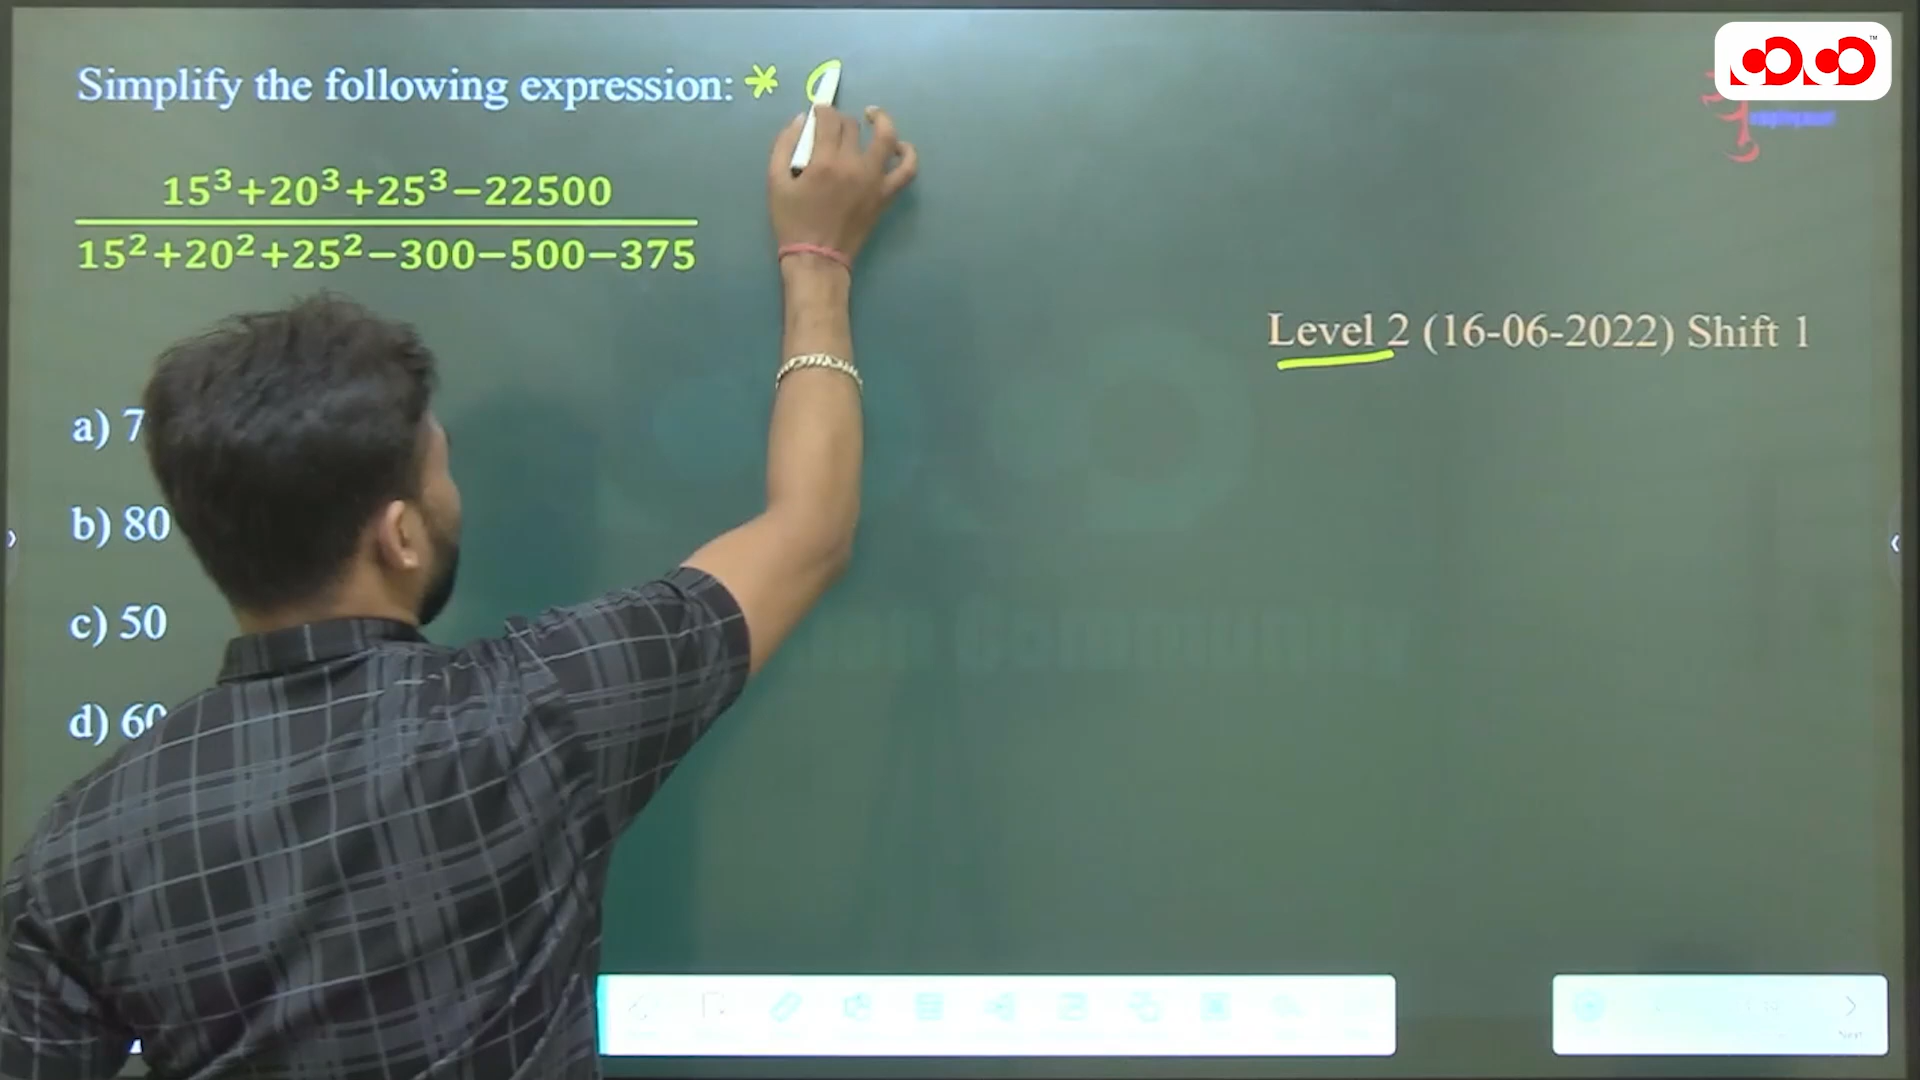 Simplify the following expression: *
15³+20³+25³−22500
15²+20²+25²−300−500−375
Level 2 (16-06-2022) Shift 1
a) 7
b) 80
c) 50
d) 60